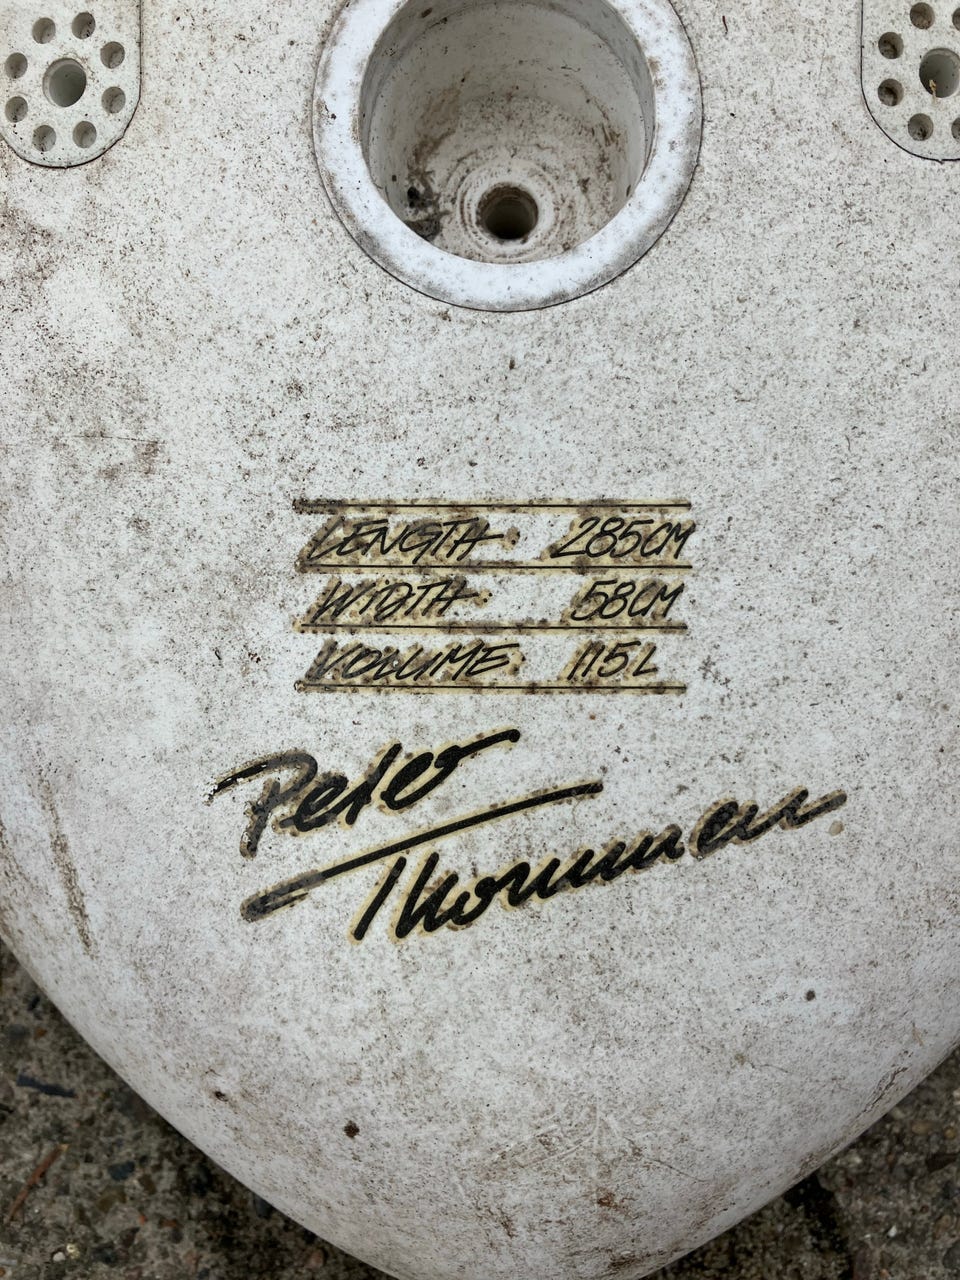 LENGTH: 285CM
WIDTH: 58CM
VOLUME: 115L
Peter
Thommen